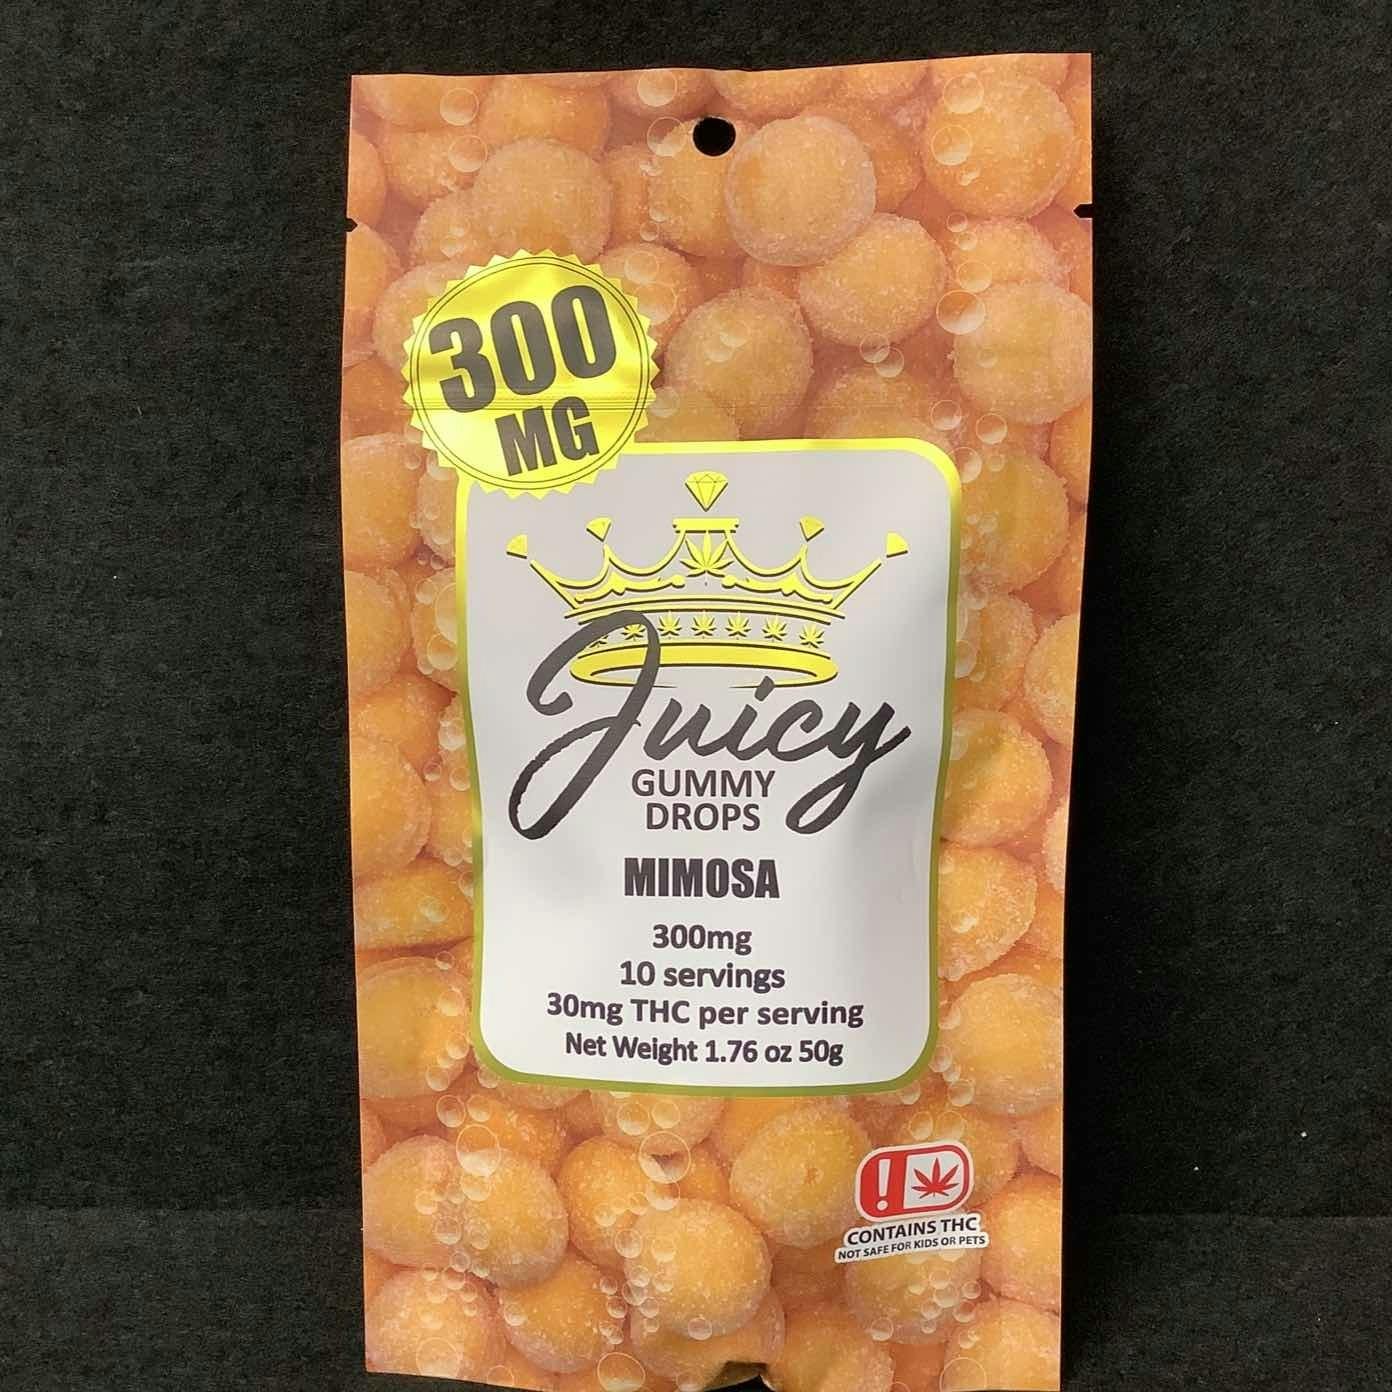 300
MG
Juicy
GUMMY
DROPS
MIMOSA
300mg
10 servings
30mg THC per serving
Net Weight 1.76 oz 50g
!
CONTAINS THC
NOT SAFE FOR KIDS OR PETS